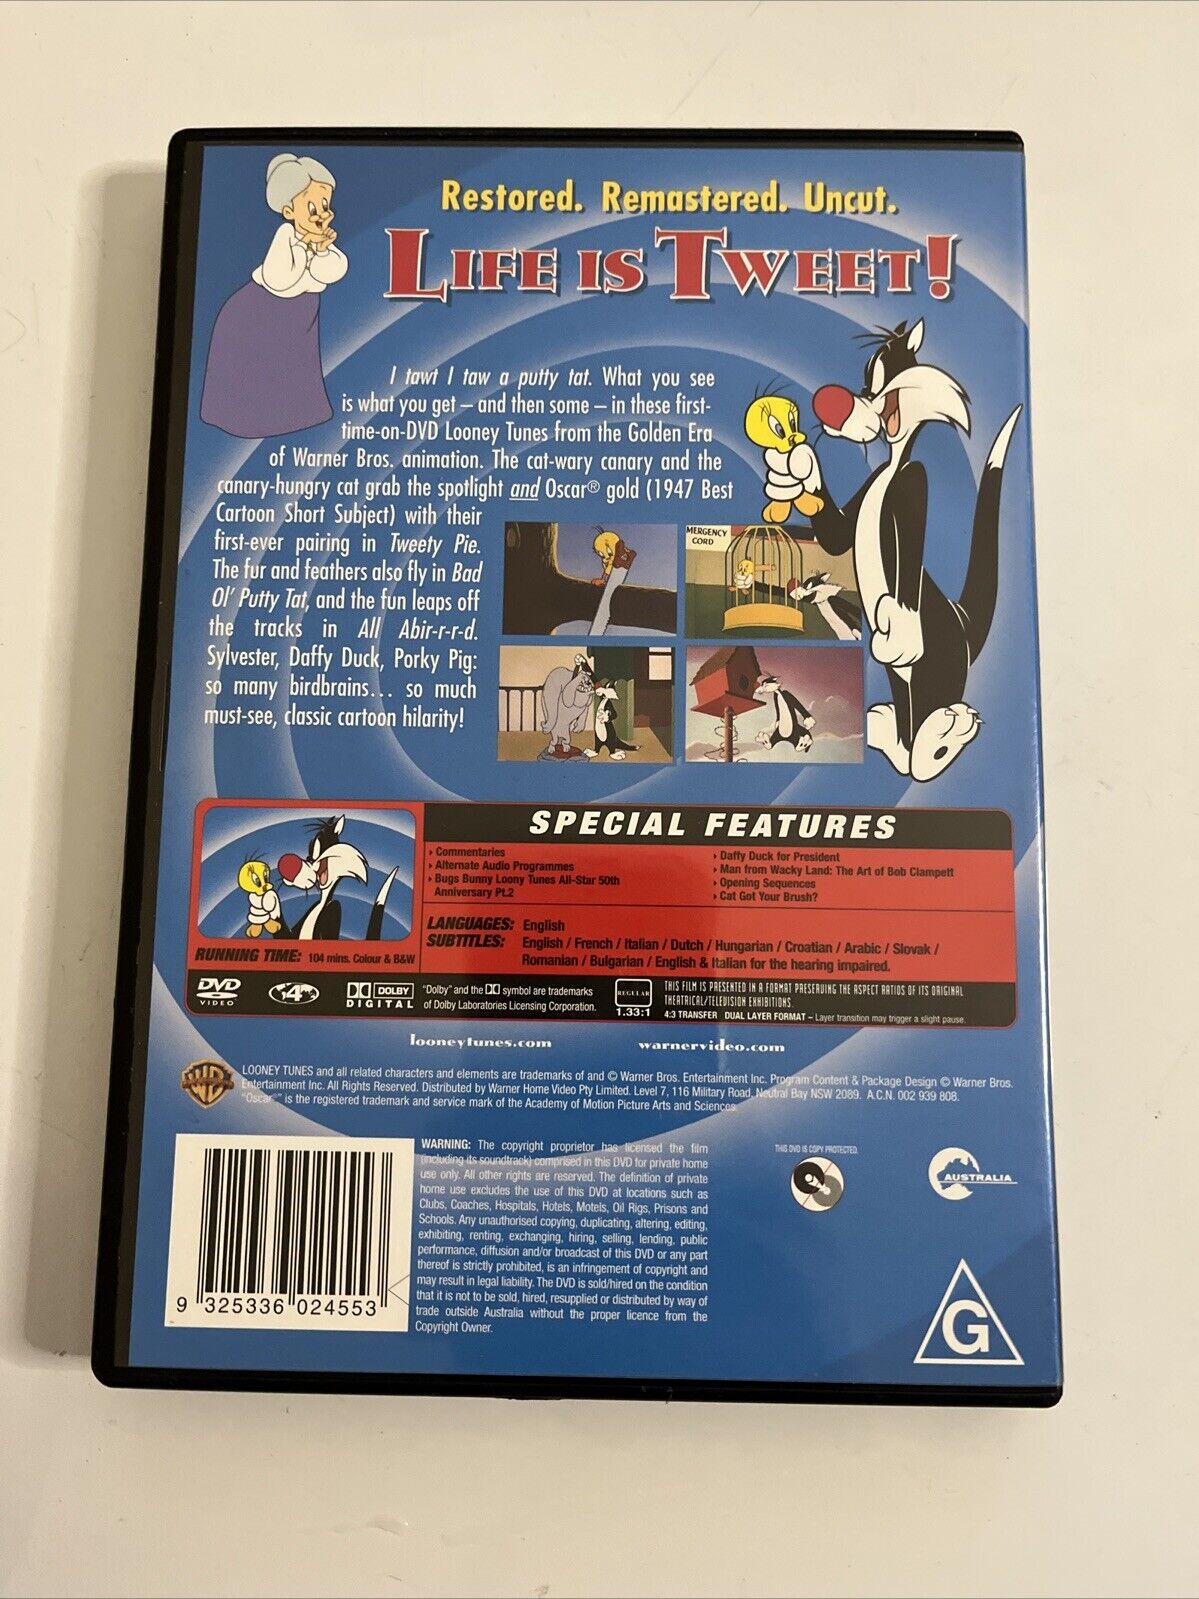 Restored. Remastered. Uncut.
LIFE IS TWEET!
I tawt I taw a putty tat. What you see
is what you get – and then some – in these first-
time-on-DVD Looney Tunes from the Golden Era
of Warner Bros. animation. The cat-wary canary and the
canary-hungry cat grab the spotlight and Oscar® gold (1947 Best
Cartoon Short Subject) with their
first-ever pairing in Tweety Pie.
The fur and feathers also fly in Bad
Ol' Putty Tat, and the fun leaps off
the tracks in All Abir-r-r-d.
Sylvester, Daffy Duck, Porky Pig:
so many birdbrains... so much
must-see, classic cartoon hilarity!
MERGENCY
CORD
SPECIAL FEATURES
› Commentaries
› Alternate Audio Programmes
› Bugs Bunny Loony Tunes All-Star 50th
Anniversary Pt.2
› Daffy Duck for President
› Man from Wacky Land: The Art of Bob Clampett
› Opening Sequences
› Cat Got Your Brush?
LANGUAGES: English
SUBTITLES: English / French / Italian / Dutch / Hungarian / Croatian / Arabic / Slovak /
Romanian / Bulgarian / English & Italian for the hearing impaired.
RUNNING TIME: 104 mins. Colour & B&W
DVD
VIDEO
4
DOLBY
DIGITAL
"Dolby" and the DD symbol are trademarks
of Dolby Laboratories Licensing Corporation.
REGULAR
1.33:1
THIS FILM IS PRESENTED IN A FORMAT PRESERVING THE ASPECT RATIOS OF ITS ORIGINAL
THEATRICAL/TELEVISION EXHIBITIONS.
4:3 TRANSFER DUAL LAYER FORMAT – Layer transition may trigger a slight pause.
looneytunes.com
warnervideo.com
WB
LOONEY TUNES and all related characters and elements are trademarks of and © Warner Bros. Entertainment Inc. Program Content & Package Design © Warner Bros.
Entertainment Inc. All Rights Reserved. Distributed by Warner Home Video Pty Limited. Level 7, 116 Military Road, Neutral Bay NSW 2089. A.C.N. 002 939 808.
"Oscar®" is the registered trademark and service mark of the Academy of Motion Picture Arts and Sciences.
WARNING: The copyright proprietor has licensed the film
(including its soundtrack) comprised in this DVD for private home
use only. All other rights are reserved. The definition of private
home use excludes the use of this DVD at locations such as
Clubs, Coaches, Hospitals, Hotels, Motels, Oil Rigs, Prisons and
Schools. Any unauthorised copying, duplicating, altering, editing,
exhibiting, renting, exchanging, hiring, selling, lending, public
performance, diffusion and/or broadcast of this DVD or any part
thereof is strictly prohibited, is an infringement of copyright and
may result in legal liability. The DVD is sold/hired on the condition
that it is not to be sold, hired, resupplied or distributed by way of
trade outside Australia without the proper licence from the
Copyright Owner.
THIS DVD IS COPY PROTECTED.
AUSTRALIA
9 325336 024553
G